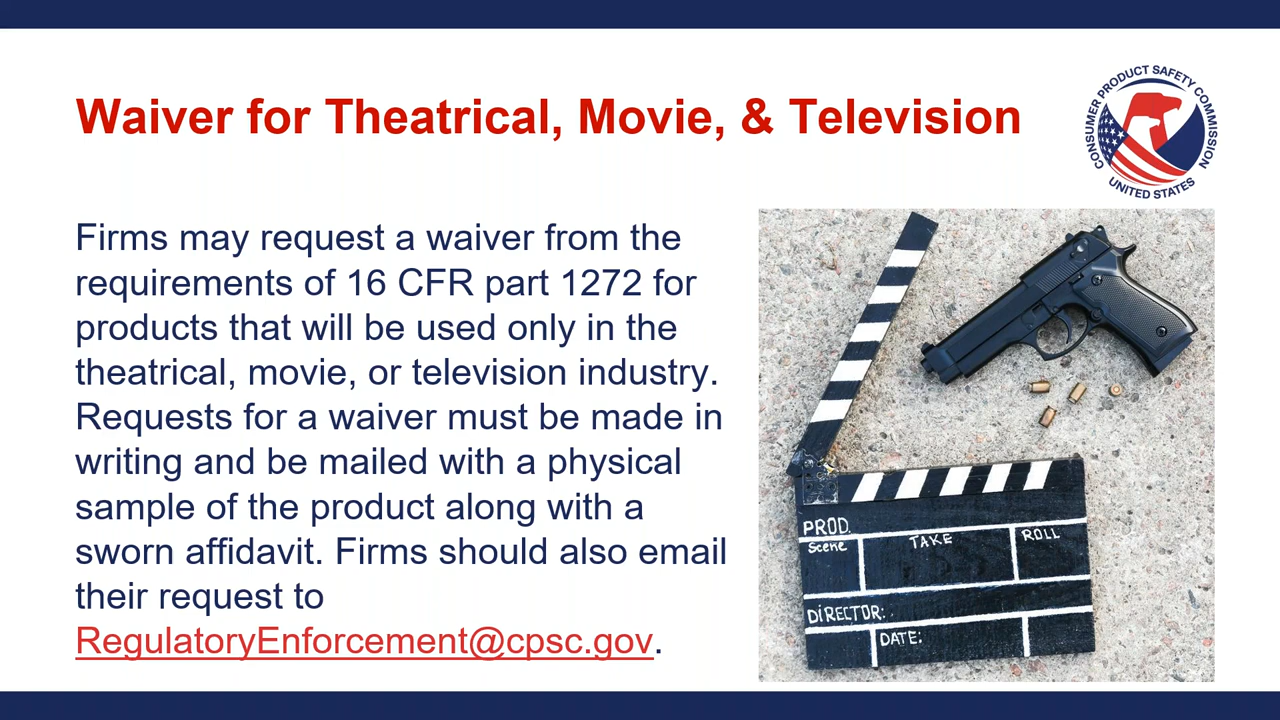 Waiver for Theatrical, Movie, & Television
CONSUMER PRODUCT SAFETY COMMISSION
UNITED STATES
Firms may request a waiver from the
requirements of 16 CFR part 1272 for
products that will be used only in the
theatrical, movie, or television industry.
Requests for a waiver must be made in
writing and be mailed with a physical
sample of the product along with a
sworn affidavit. Firms should also email
their request to
RegulatoryEnforcement@cpsc.gov.
PROD.
Scene TAKE ROLL
DiRECTOR:
DATE: